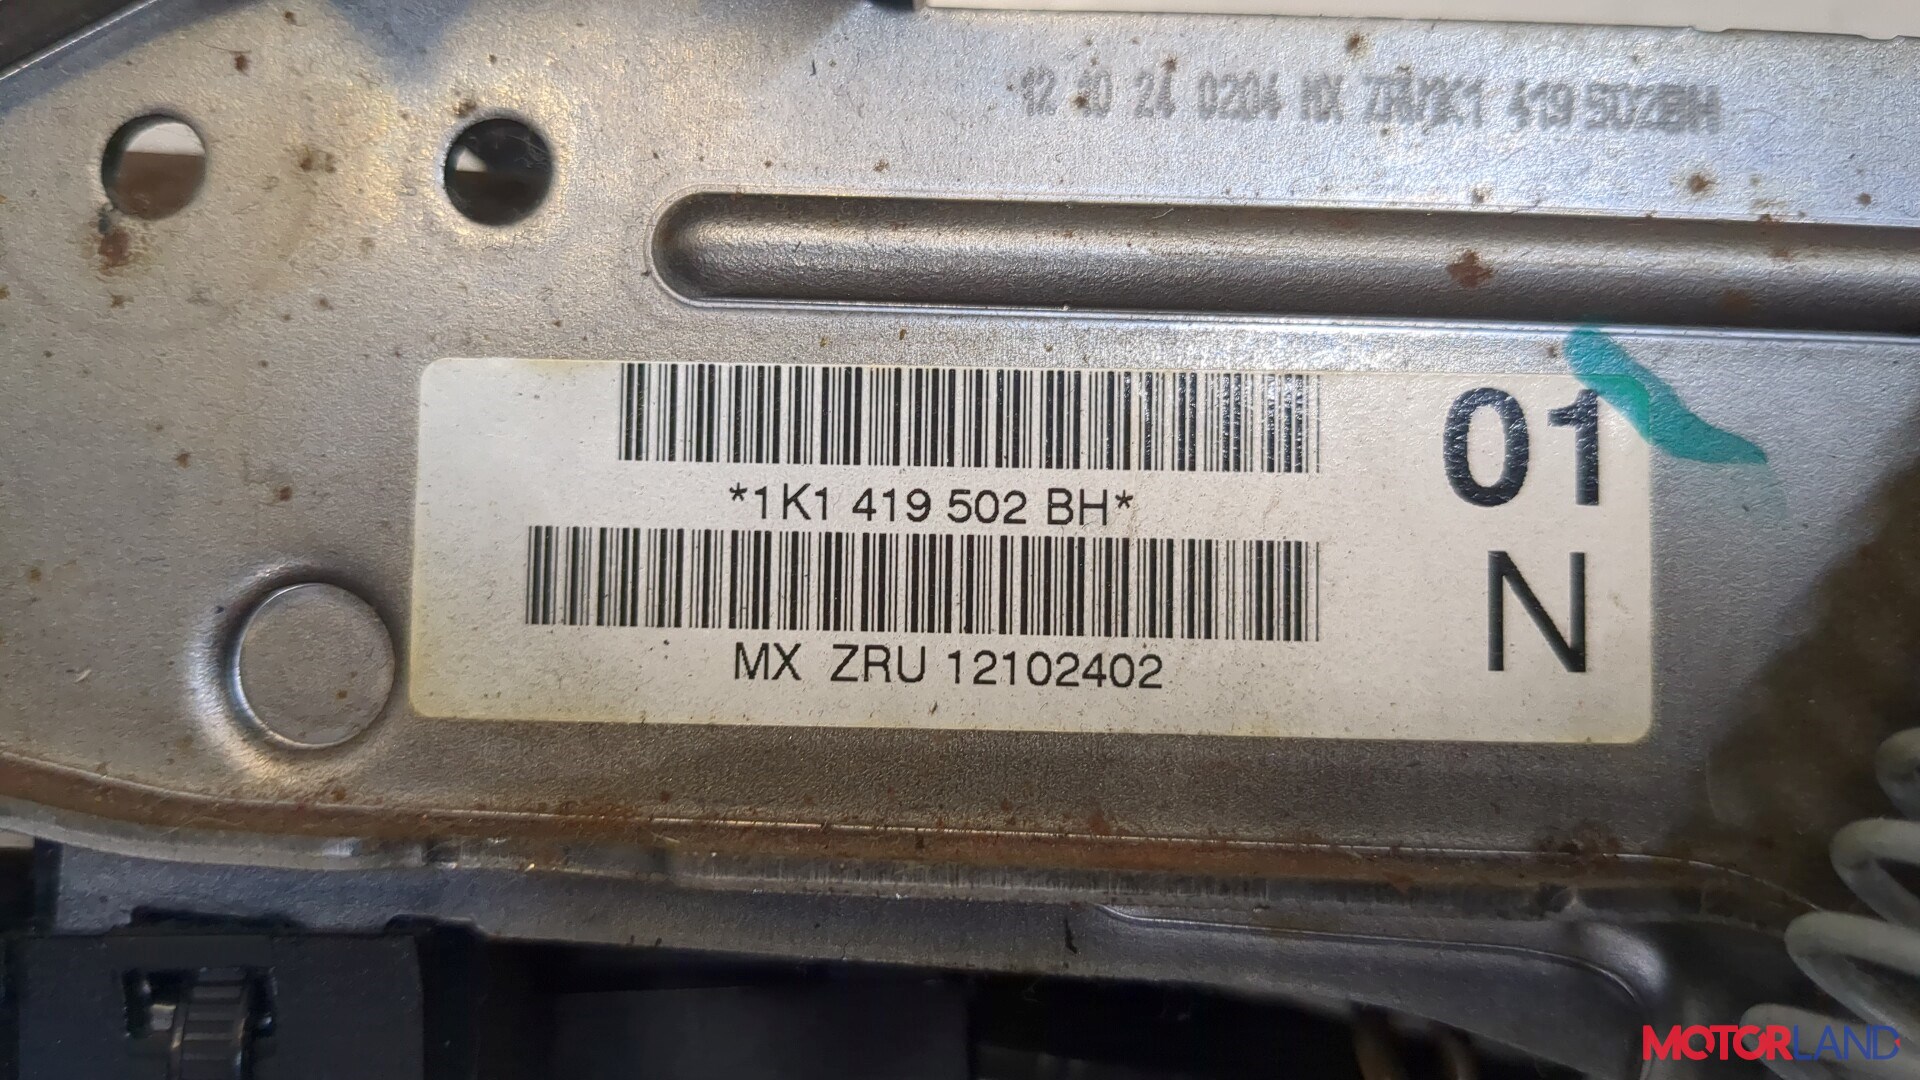 12 10 24 0204 MX ZRU1K1 419 502BH
*1K1 419 502 BH*
01
MX ZRU 12102402
N
MOTORLAND